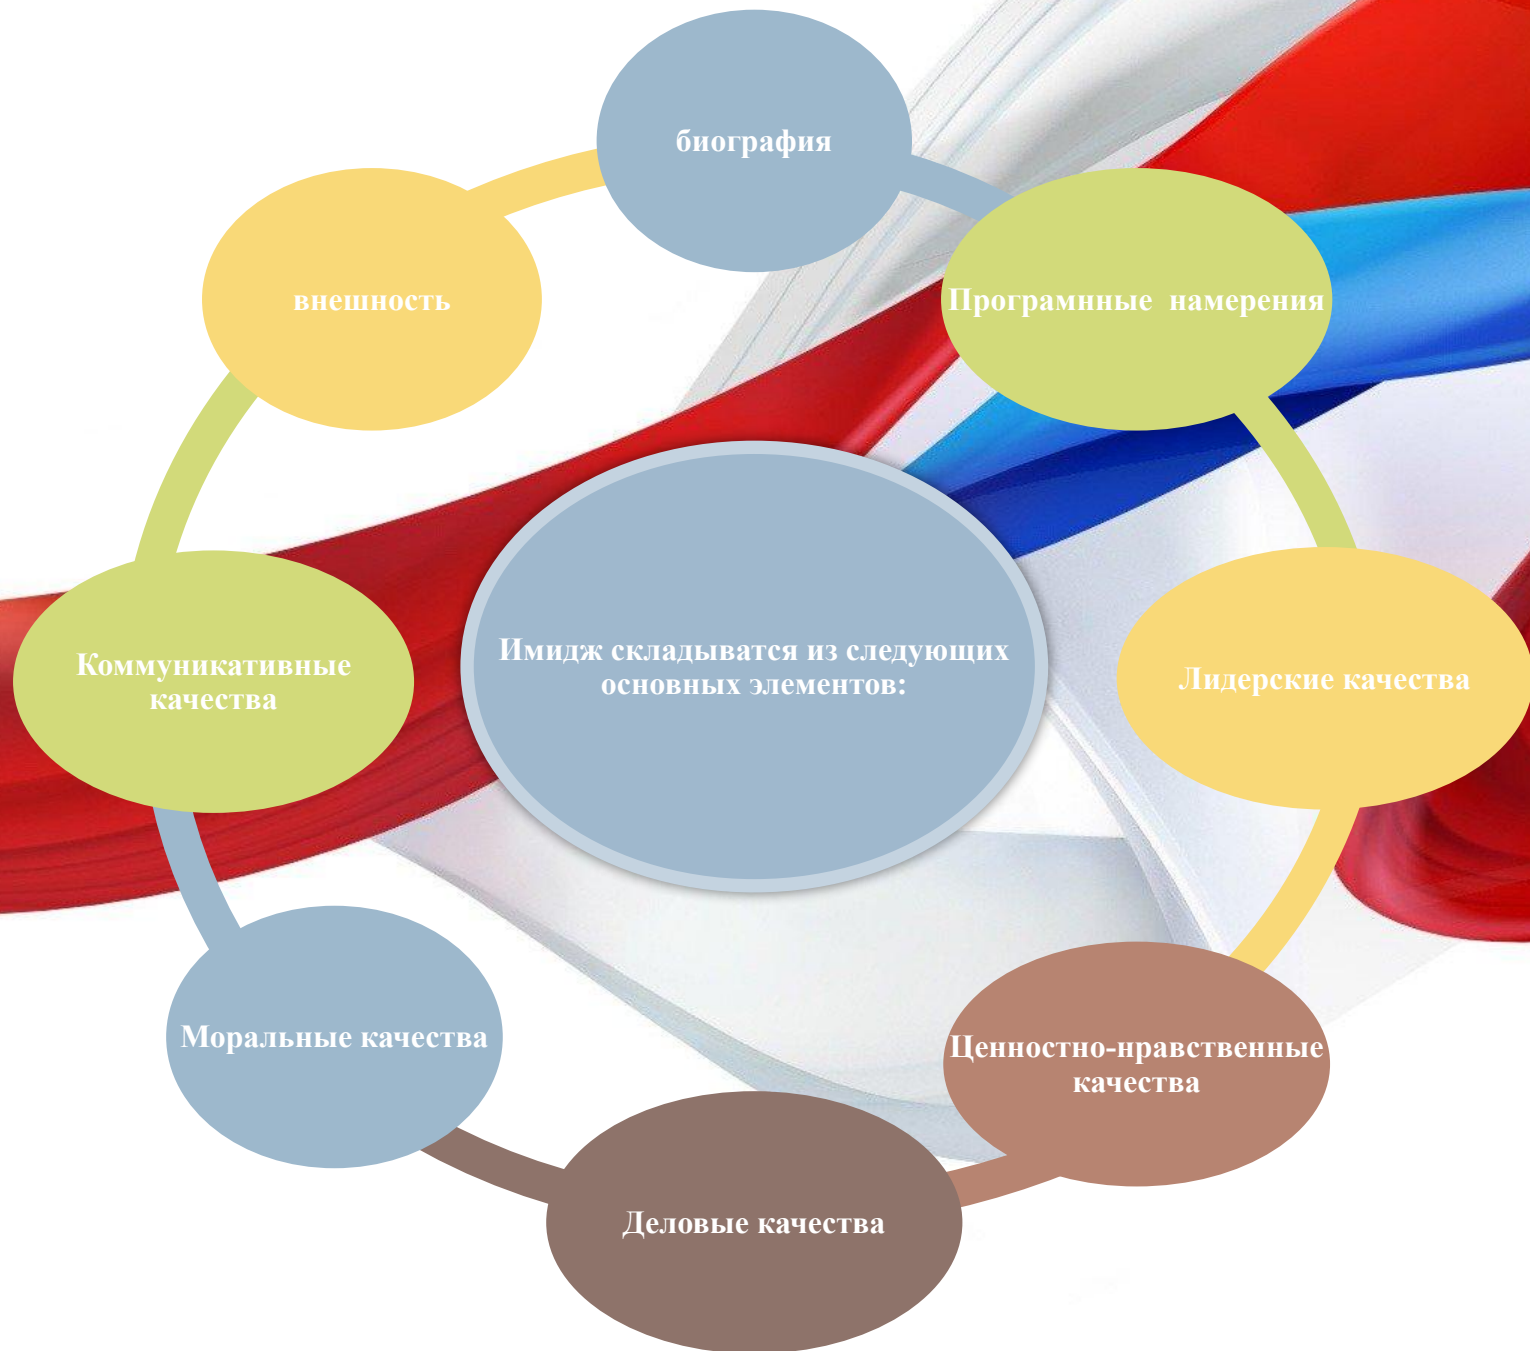 биография
внешность
Програмнные намерения
Имидж складыватся из следующих
основных элементов:
Коммуникативные
качества
Лидерские качества
Моральные качества
Ценностно-нравственные
качества
Деловые качества